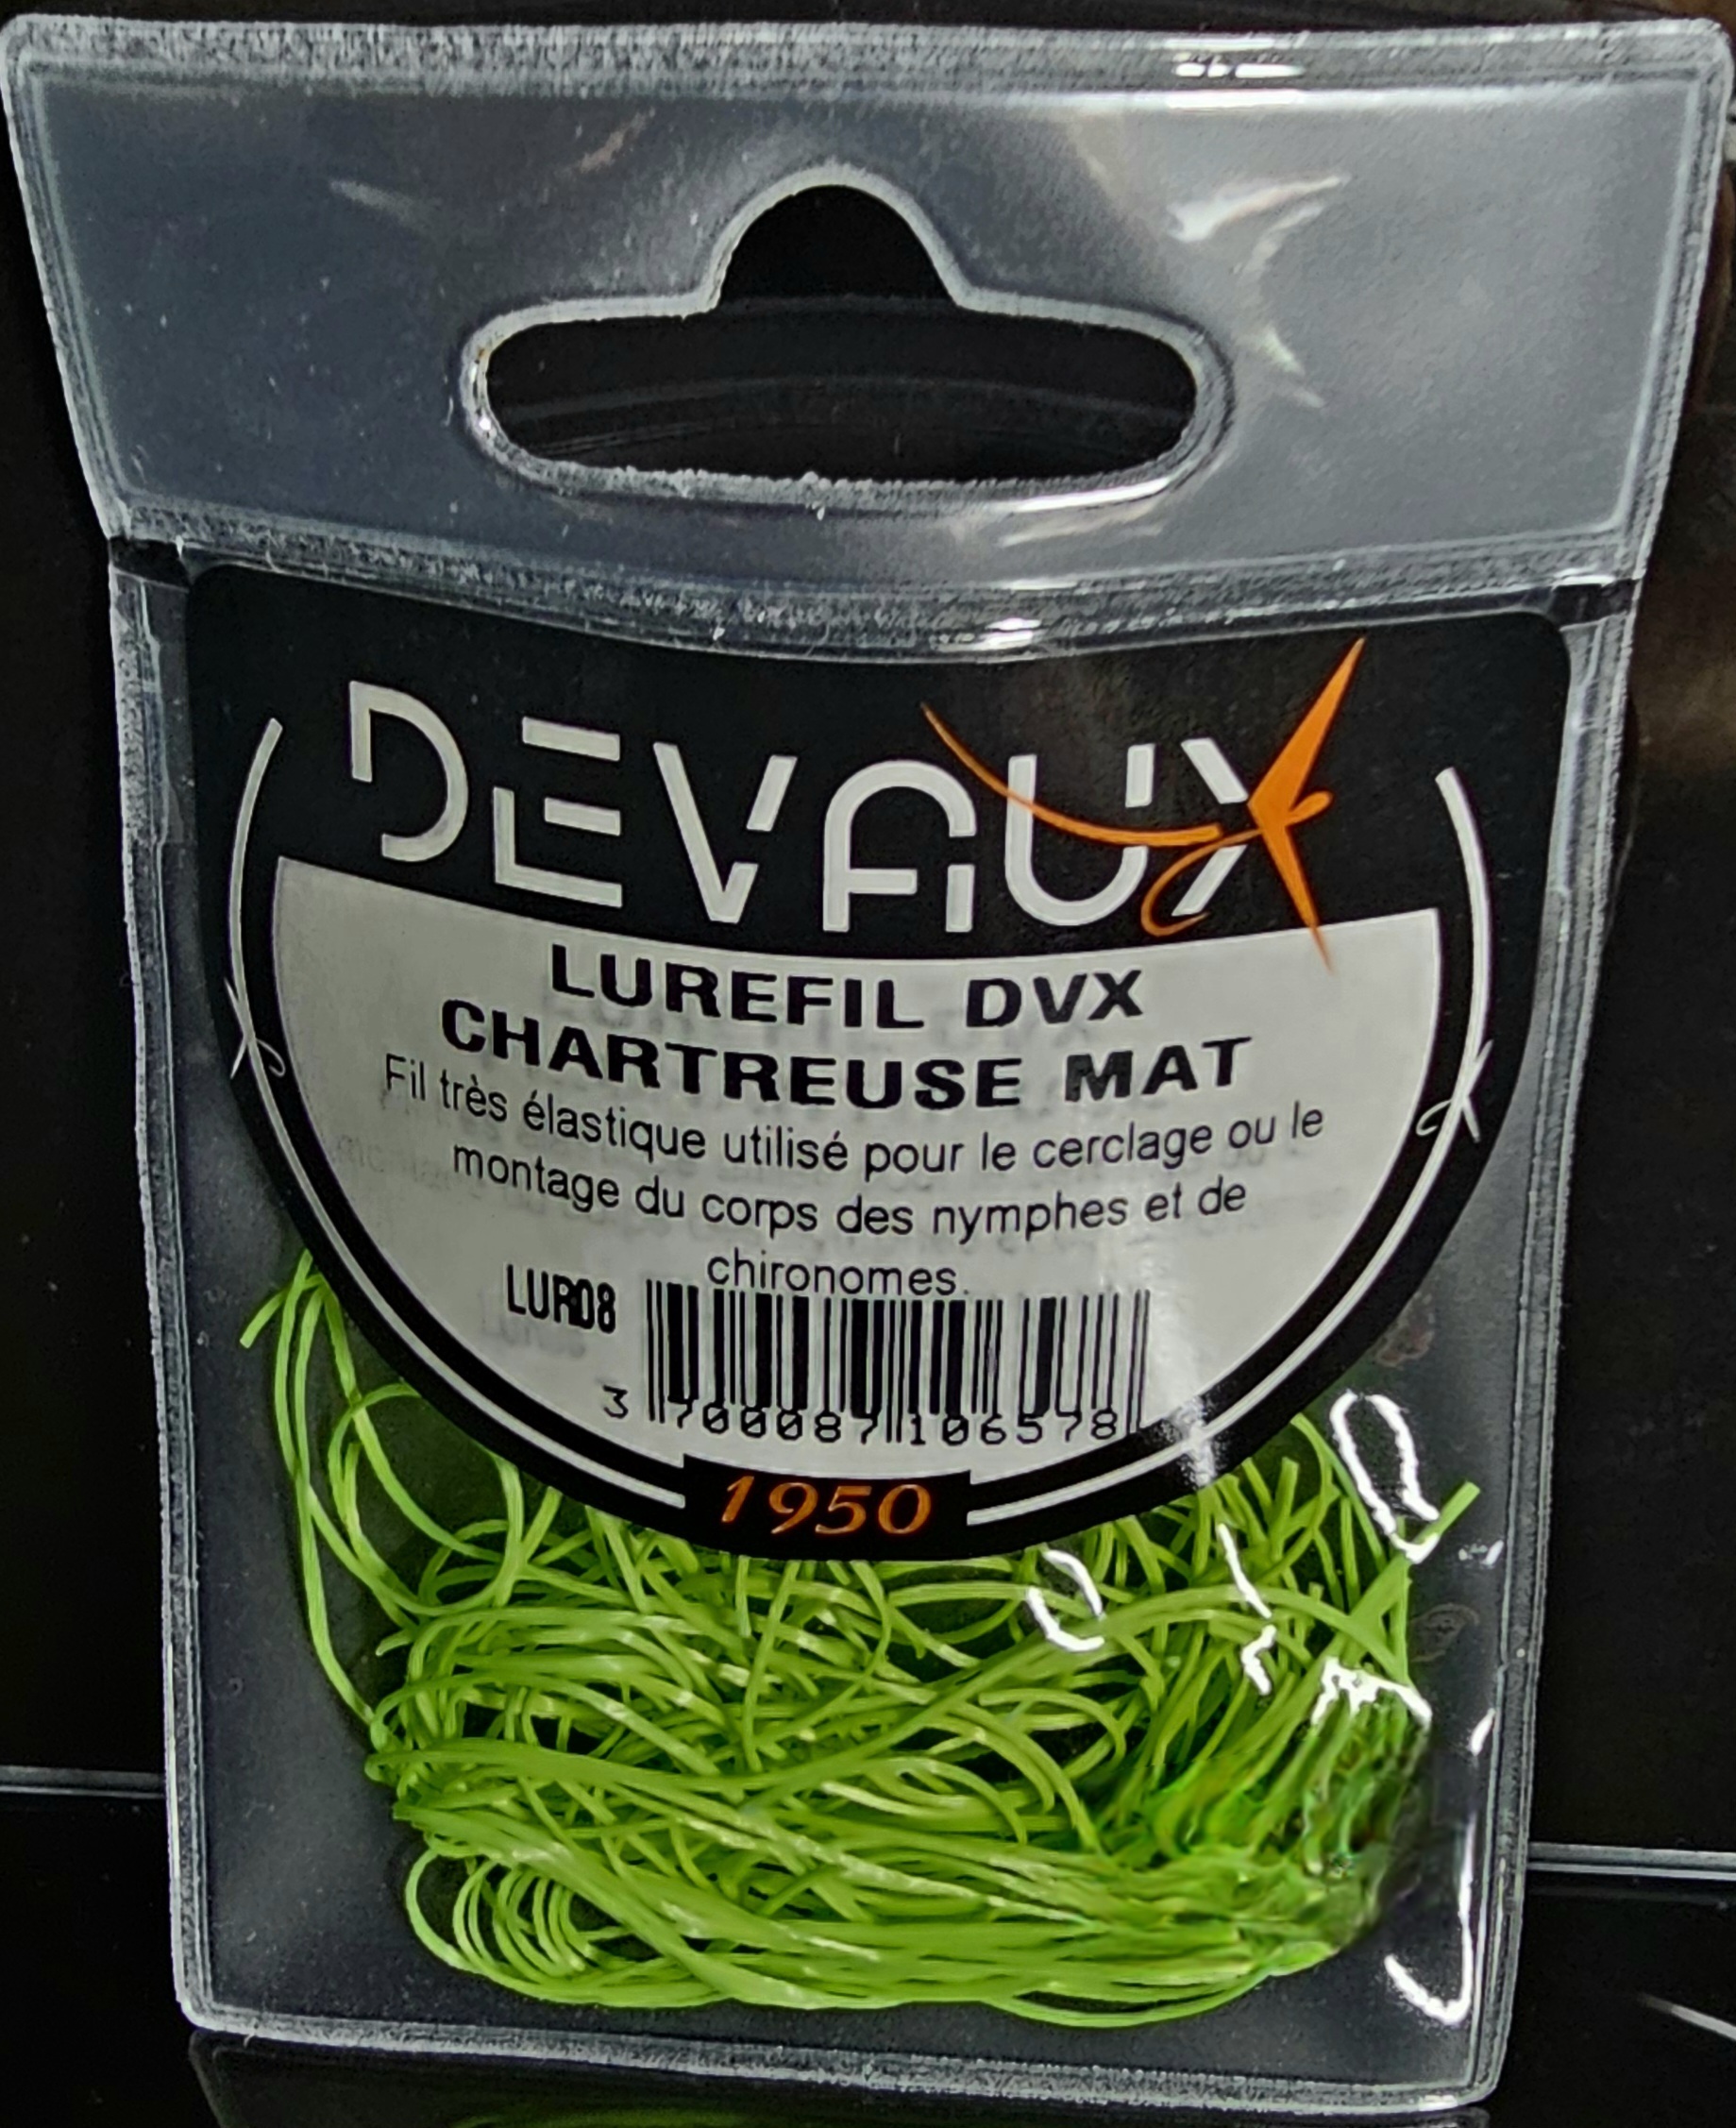 DEVAUX
LUREFIL DVX
CHARTREUSE MAT
Fil très élastique utilisé pour le cerclage ou le
montage du corps des nymphes et de
chironomes.
LUR08
3 700087 106578
1950